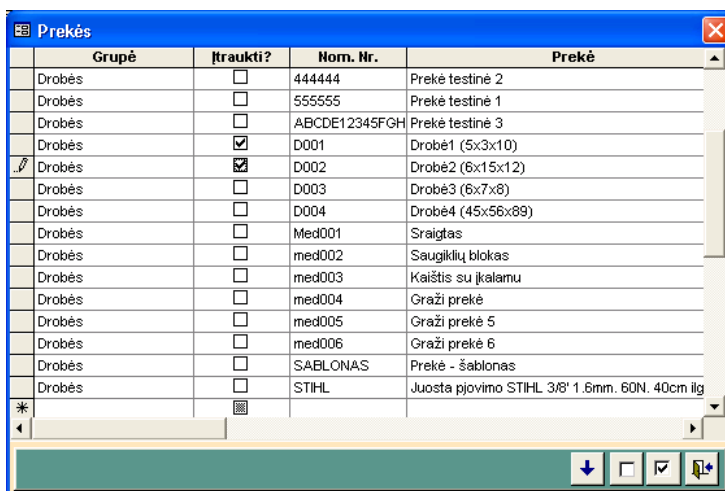 Prekės
Grupė Įtraukti? Nom. Nr. Prekė
Drobės 444444 Prekė testinė 2
Drobės 555555 Prekė testinė 1
Drobės ABCDE12345FGH Prekė testinė 3
Drobės D001 Drobė1 (5x3x10)
Drobės D002 Drobė2 (6x15x12)
Drobės D003 Drobė3 (6x7x8)
Drobės D004 Drobė4 (45x56x89)
Drobės Med001 Sraigtas
Drobės med002 Saugiklių blokas
Drobės med003 Kaištis su įkalamu
Drobės med004 Graži prekė
Drobės med005 Graži prekė 5
Drobės med006 Graži prekė 6
Drobės SABLONAS Prekė - šablonas
Drobės STIHL Juosta pjovimo STIHL 3/8' 1.6mm. 60N. 40cm ilg